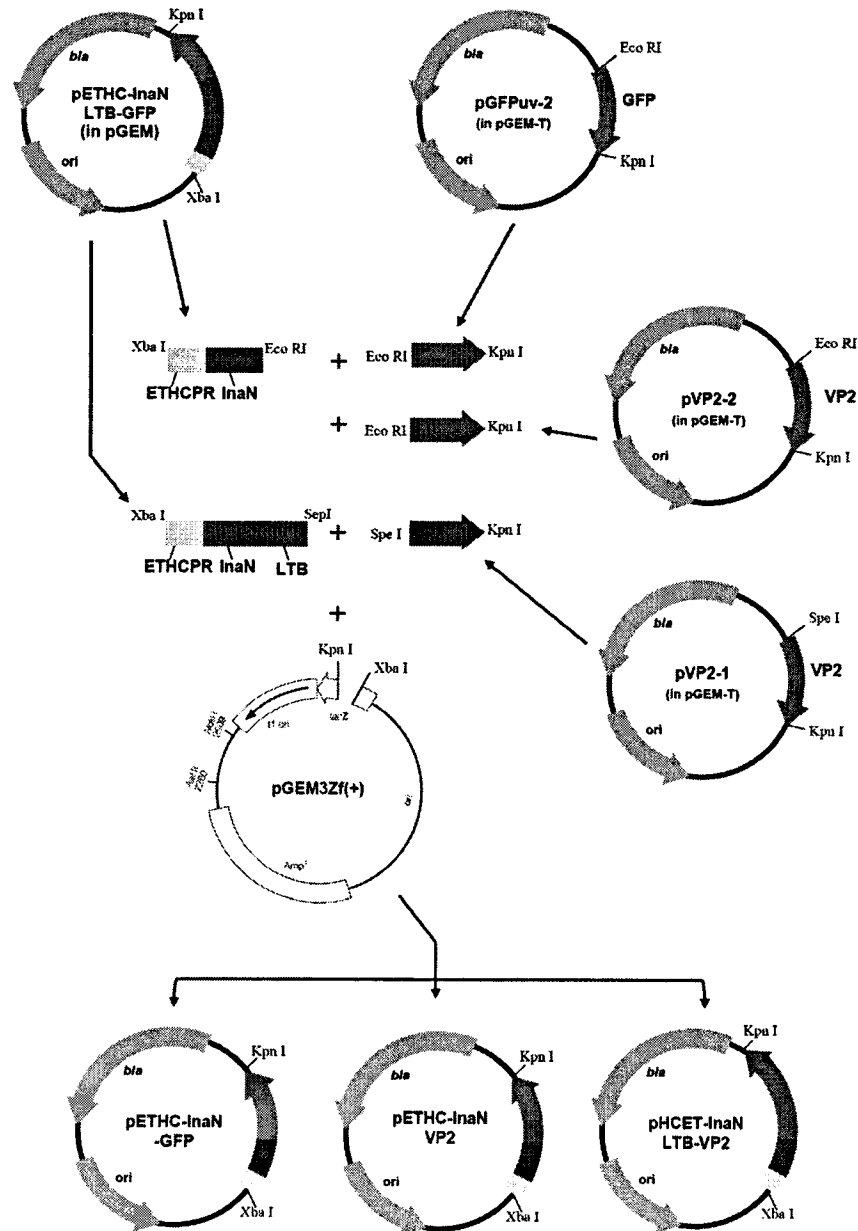 Kpn I
bla
pETHC-InaN
LTB-GFP
(in pGEM)
ori
Xba I
bla
Eco RI
pGFPuv-2
(in pGEM-T)
GFP
ori
Kpn I
Xba I
Eco RI
ETHCPR InaN
+
Eco RI
Kpn I
+
Eco RI
Kpn I
bla
Eco RI
pVP2-2
(in pGEM-T)
VP2
ori
Kpn I
Xba I
SepI
ETHCPR InaN
LTB
+
Spe I
Kpn I
+
bla
Spe I
pVP2-1
(in pGEM-T)
VP2
ori
Kpn I
Kpn I
Xba I
f1 ori
lacZ
pGEM3Zf(+)
ori
Ampr
Kpn I
bla
pETHC-InaN
-GFP
ori
Xba I
Kpn I
bla
pETHC-InaN
VP2
ori
Xba I
Kpn I
bla
pHCET-InaN
LTB-VP2
ori
Xba I